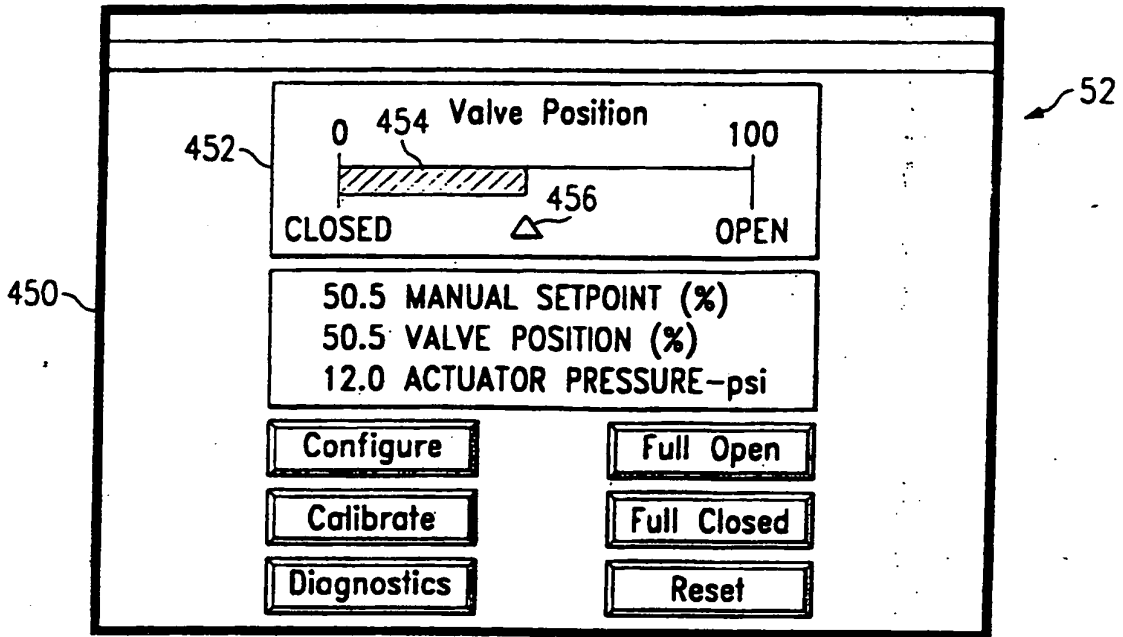 52
Valve Position
0 454 100
452
456
CLOSED OPEN
450
50.5 MANUAL SETPOINT (%)
50.5 VALVE POSITION (%)
12.0 ACTUATOR PRESSURE-psi
Configure Full Open
Calibrate Full Closed
Diagnostics Reset